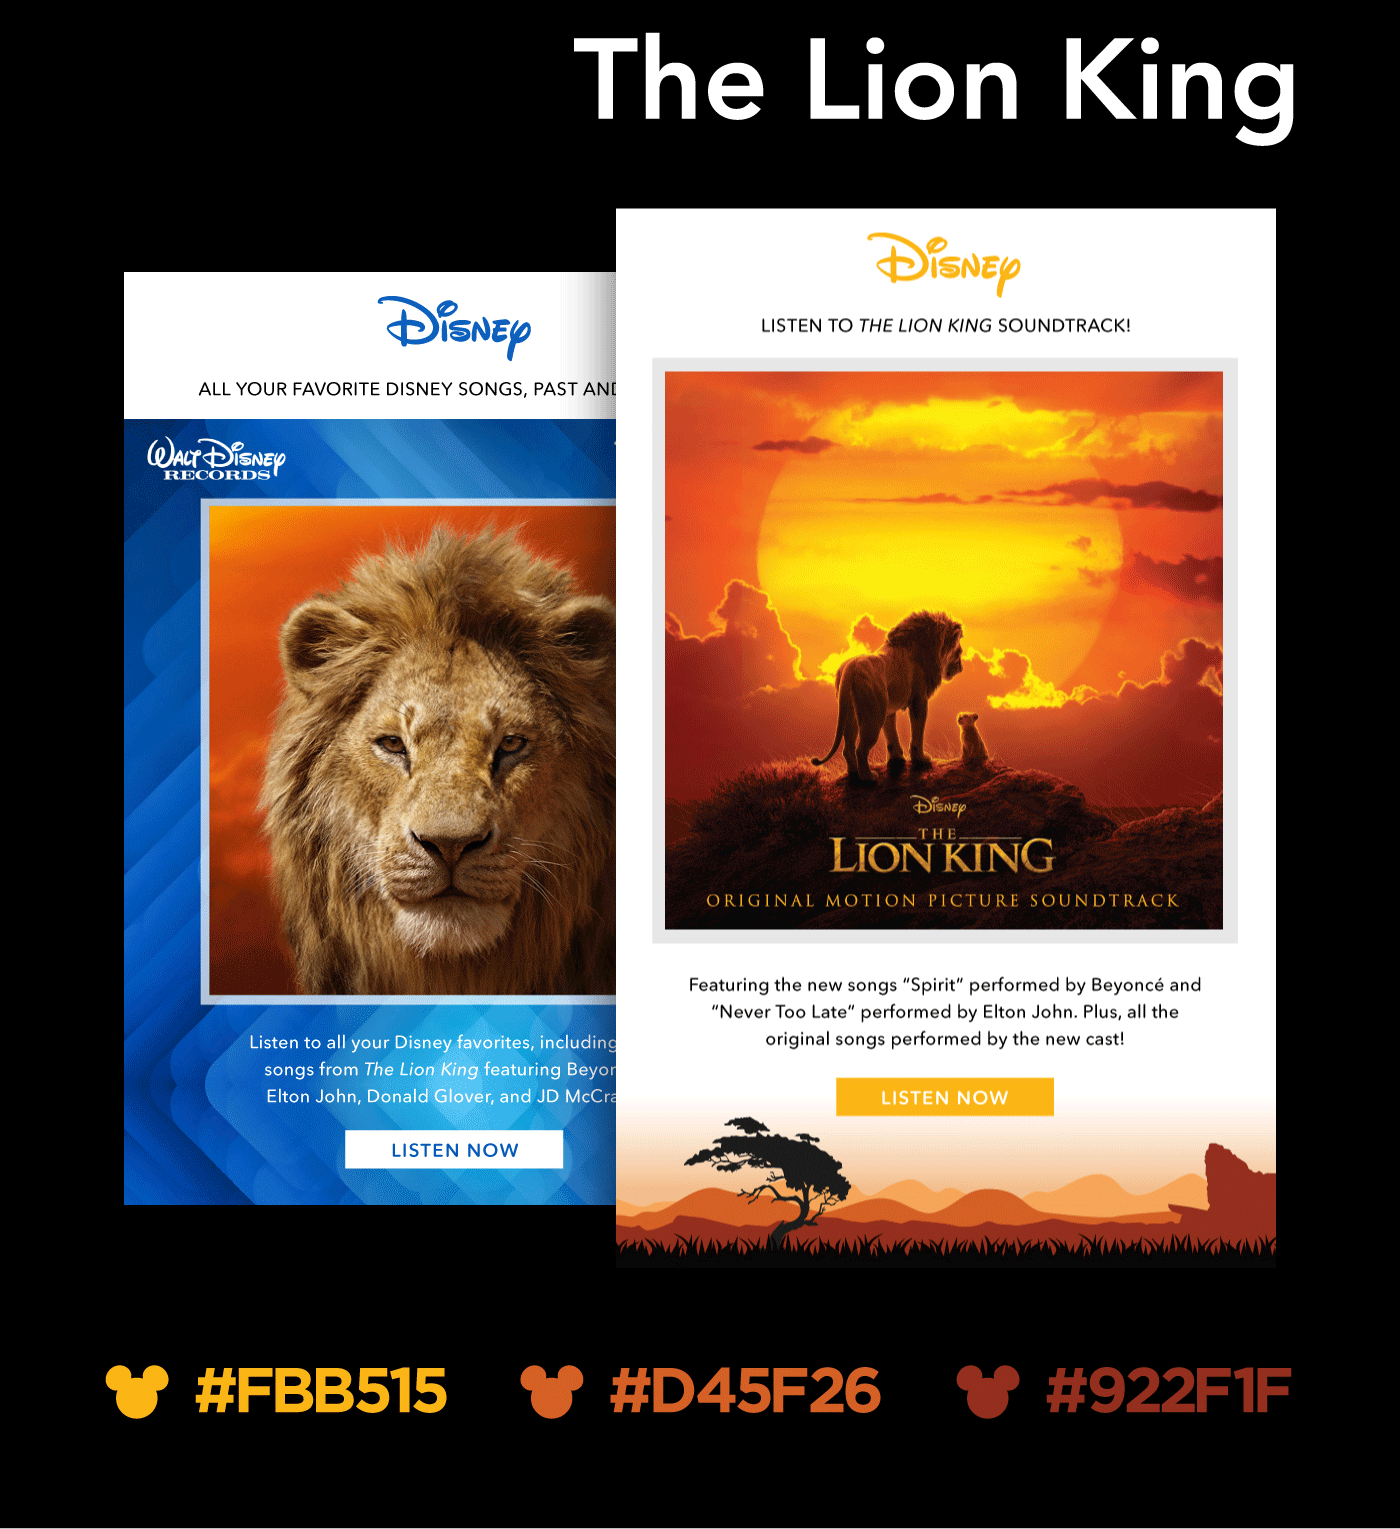 The Lion King
Disney
ALL YOUR FAVORITE DISNEY SONGS, PAST AND
WALT DISNEY
RECORDS
Listen to all your Disney favorites, including
songs from The Lion King featuring
Elton John, Donald Glover, and JD
LISTEN NOW
Disney
LISTEN TO THE LION KING SOUNDTRACK!
Disney
THE
LION KING
ORIGINAL MOTION PICTURE SOUNDTRACK
Featuring the new songs “Spirit” performed by Beyoncé and
“Never Too Late” performed by Elton John. Plus, all the
original songs performed by the new cast!
LISTEN NOW
#FBB515
#D45F26
#922F1F